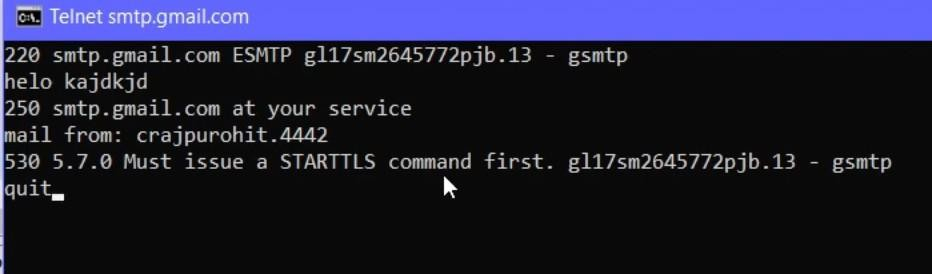 Telnet smtp.gmail.com
220 smtp.gmail.com ESMTP gl17sm2645772pjb.13 - gsmtp
helo kajdkjd
250 smtp.gmail.com at your service
mail from: crajpurohit.4442
530 5.7.0 Must issue a STARTTLS command first. gl17sm2645772pjb.13 - gsmtp
quit